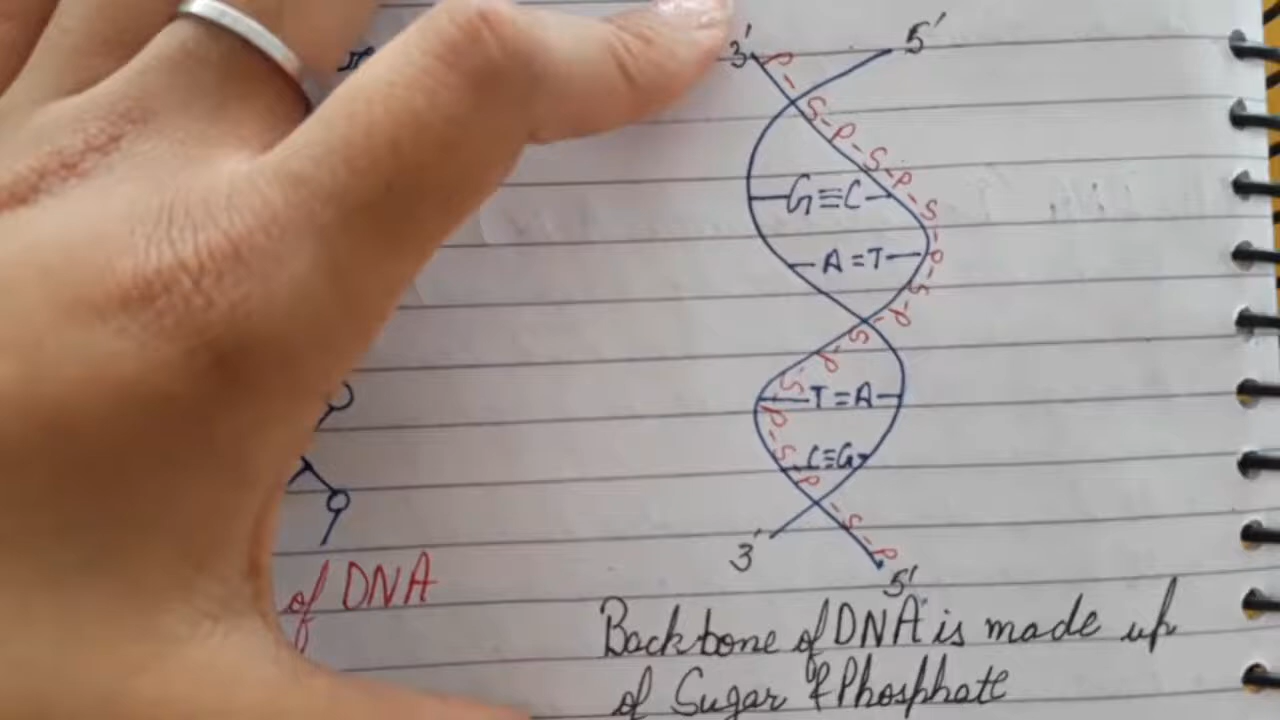 3' 5'
P-S-P-S-P-S-P-S-P-S-P-S-P-S-P-S-P
G≡C
A=T
T=A
C≡G
3' 5'
of DNA
Backbone of DNA is made up
of Sugar & Phosphate